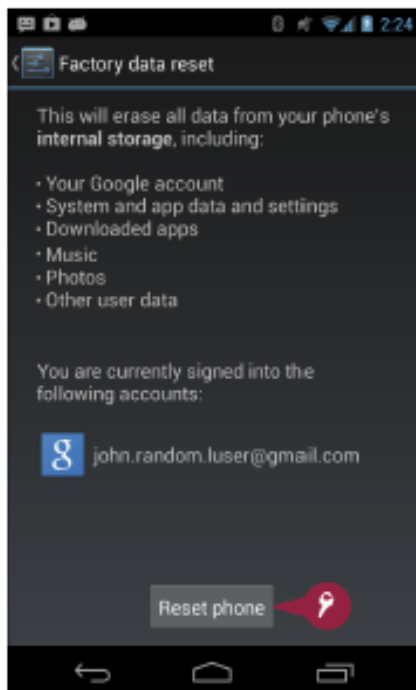 2:24
Factory data reset
This will erase all data from your phone's
internal storage, including:
• Your Google account
• System and app data and settiings
• Downloaded apps
• Music
• Photos
• Other user data
You are currently signed into the
following accounts:
g john.random.luser@gmail.com
Reset phone